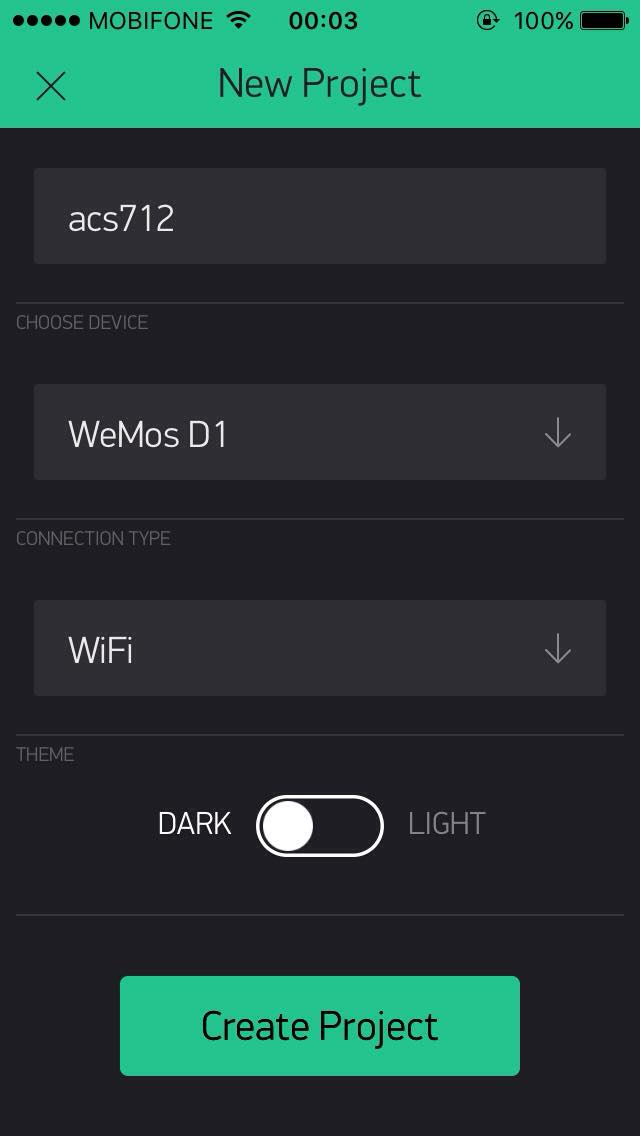 MOBIFONE 00:03 100%
New Project
acs712
CHOOSE DEVICE
WeMos D1
CONNECTION TYPE
WiFi
THEME
DARK LIGHT
Create Project